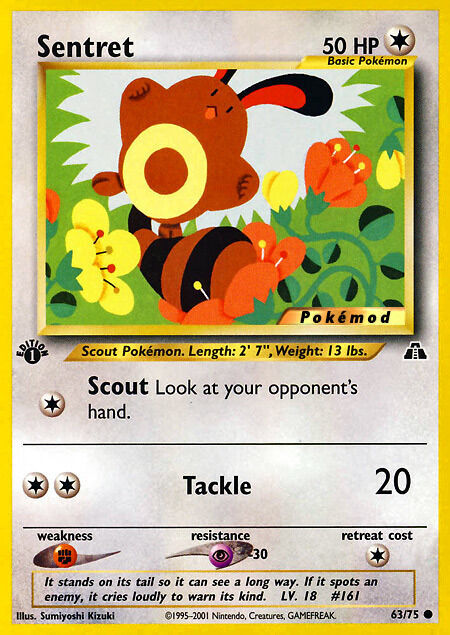 Sentret
50 HP
Basic Pokémon
Pokémod
EDITION
1
Scout Pokémon. Length: 2' 7", Weight: 13 lbs.
Scout Look at your opponent's
hand.
Tackle 20
weakness resistance retreat cost
-30
It stands on its tail so it can see a long way. If it spots an
enemy, it cries loudly to warn its kind. LV. 18 #161
Illus. Sumiyoshi Kizuki ©1995-2001 Nintendo, Creatures, GAMEFREAK. 63/75